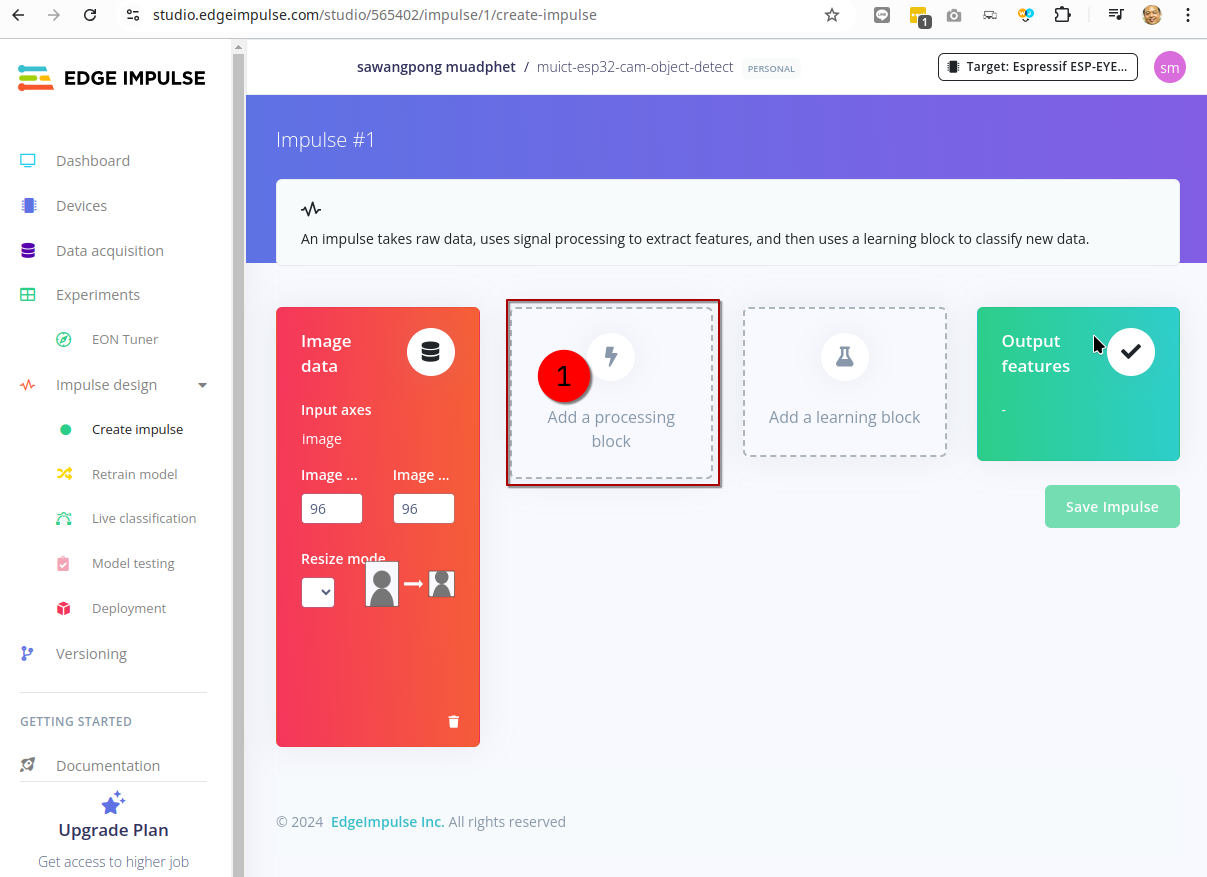 studio.edgeimpulse.com/studio/565402/impulse/1/create-impulse
1
EDGE IMPULSE
Dashboard
Devices
Data acquisition
Experiments
EON Tuner
Impulse design
Create impulse
Retrain model
Live classification
Model testing
Deployment
Versioning
GETTING STARTED
Documentation
Upgrade Plan
Get access to higher job
sawangpong muadphet / muict-esp32-cam-object-detect PERSONAL
Target: Espressif ESP-EYE...
sm
Impulse #1
An impulse takes raw data, uses signal processing to extract features, and then uses a learning block to classify new data.
Image
data
Input axes
image
Image ... Image ...
96 96
Resize mode
1
Add a processing
block
Add a learning block
Output
features
-
Save Impulse
© 2024 EdgeImpulse Inc. All rights reserved